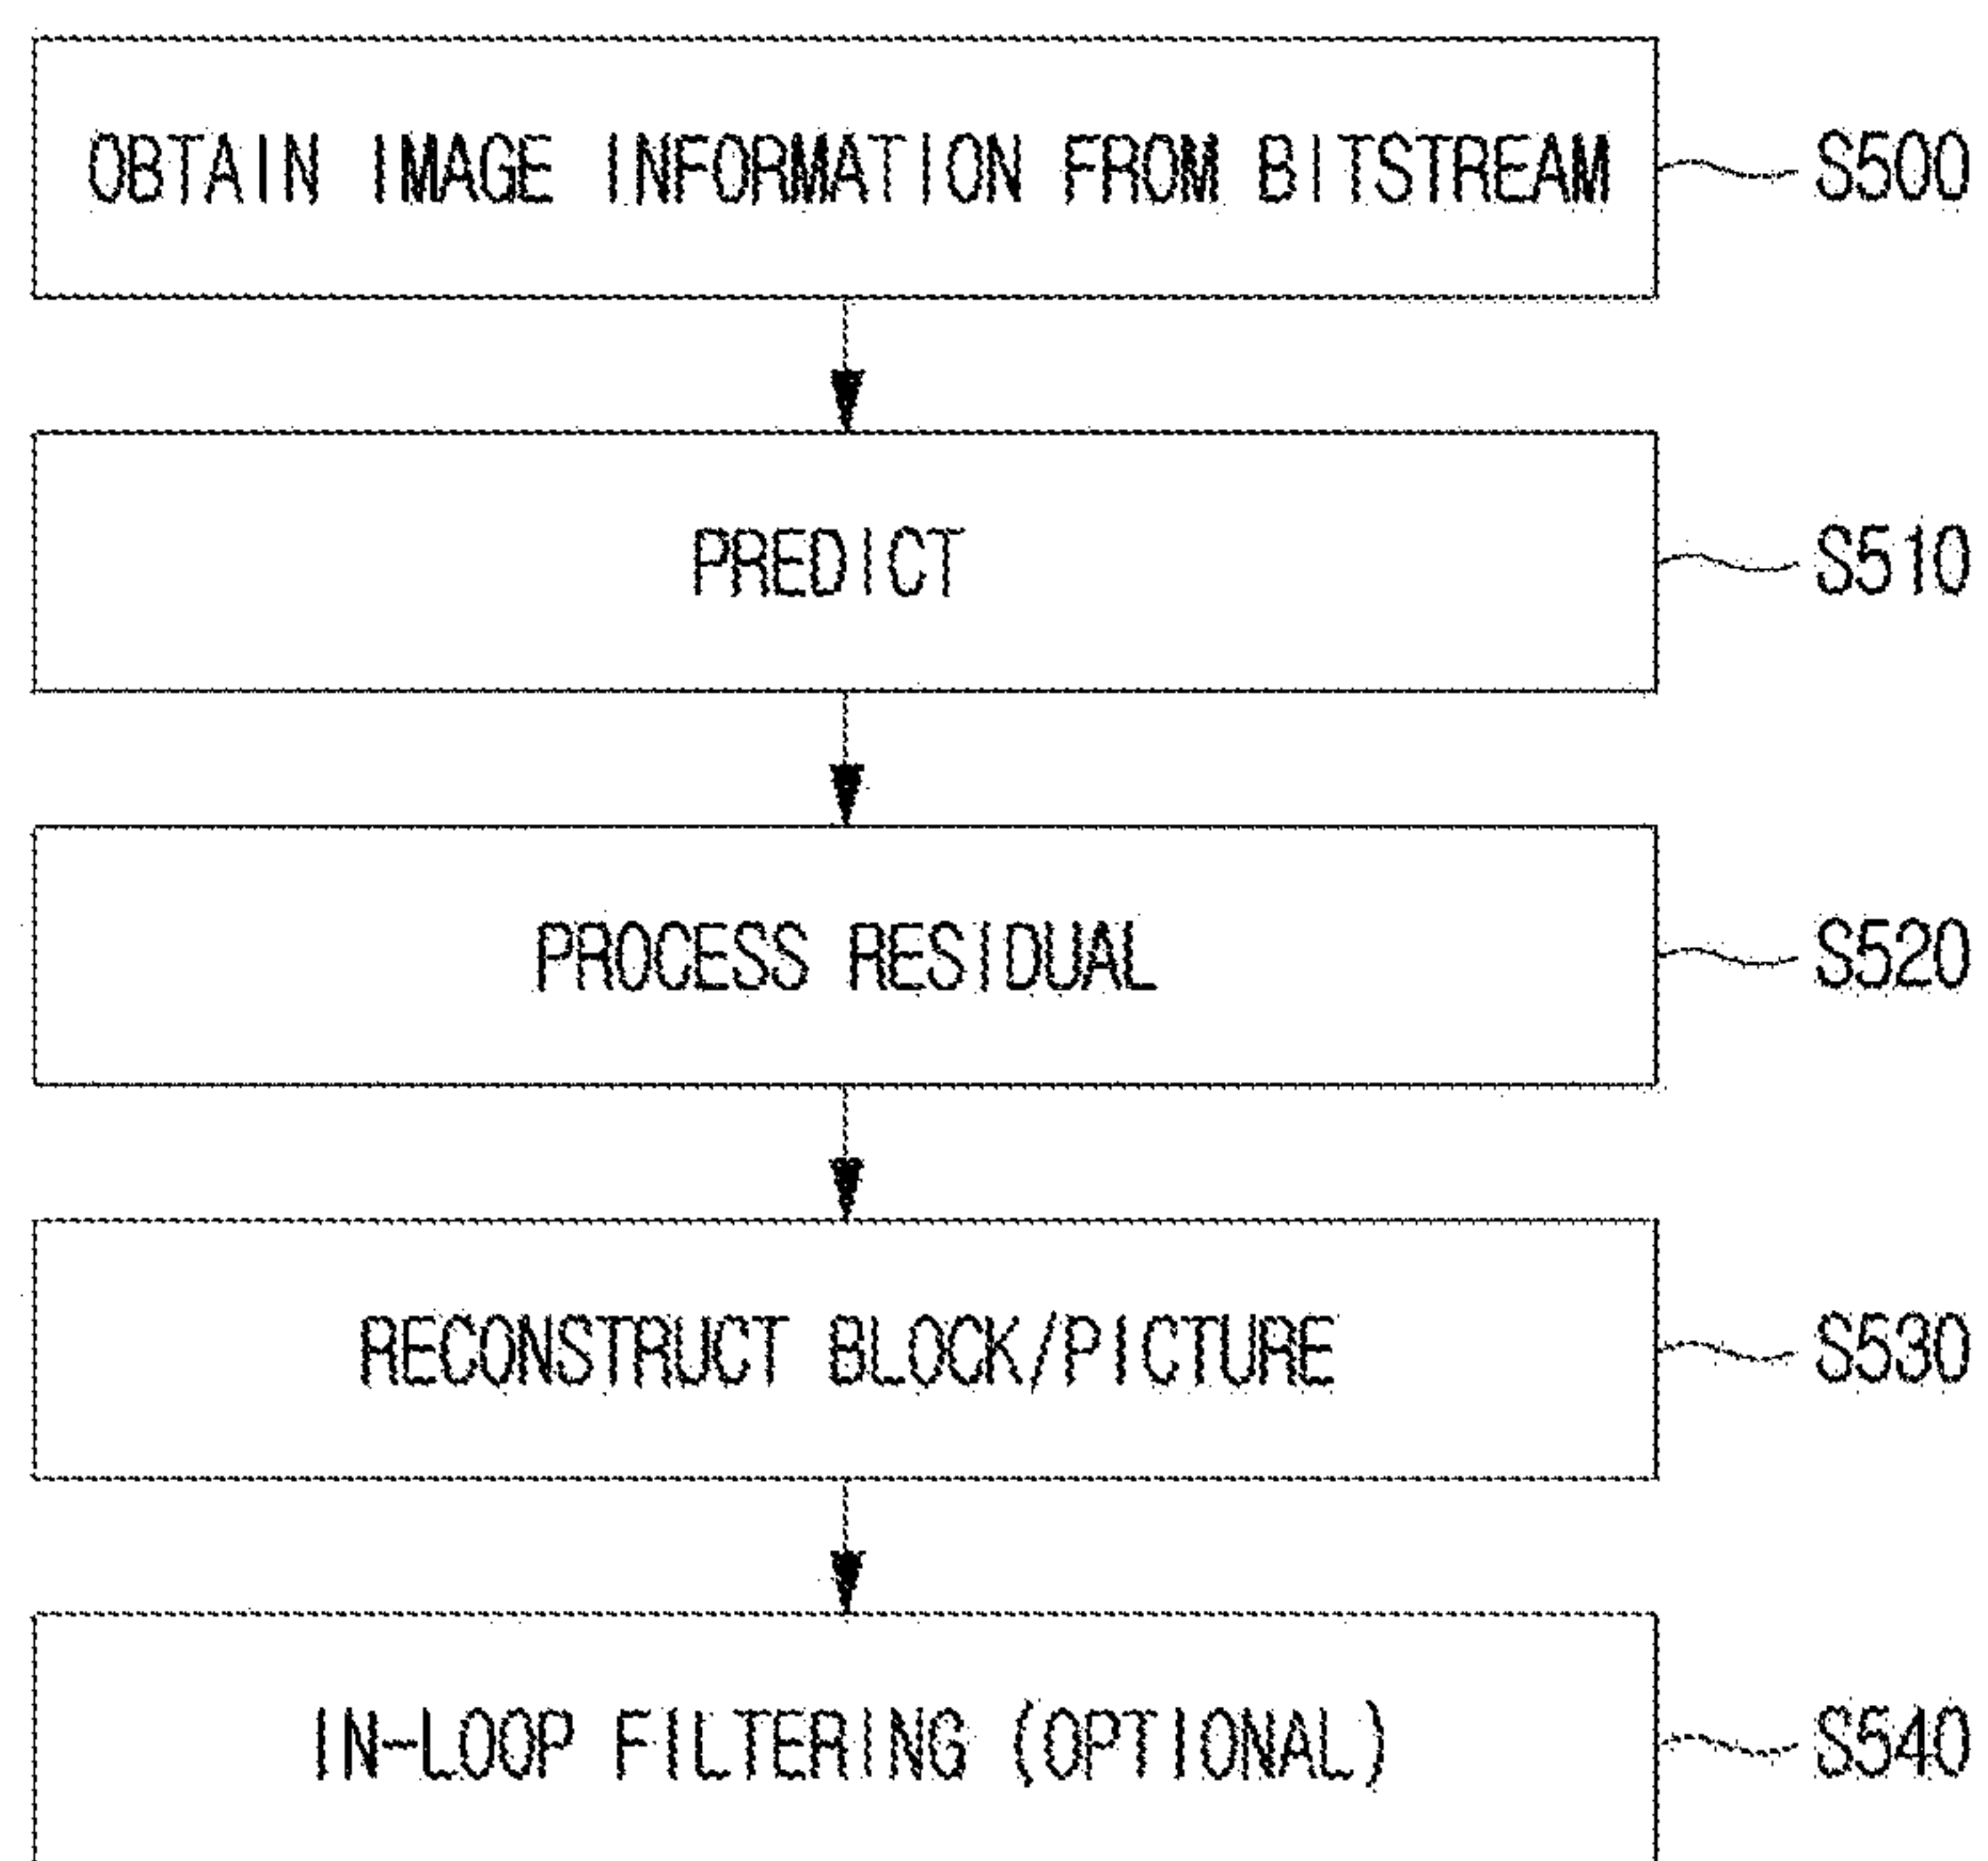 OBTAIN IMAGE INFORMATION FROM BITSTREAM S500
PREDICT S510
PROCESS RESIDUAL S520
RECONSTRUCT BLOCK/PICTURE S530
IN-LOOP FILTERING (OPTIONAL) S540